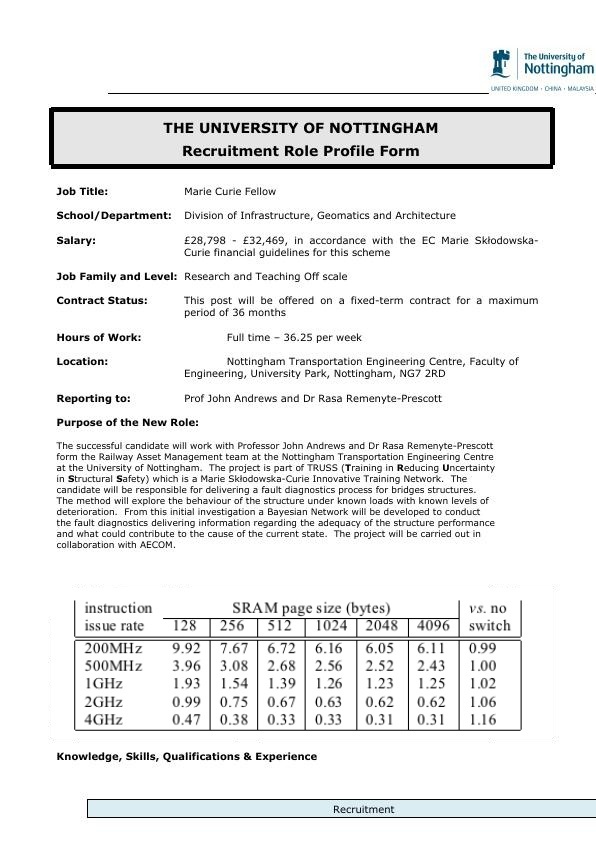 The University of
Nottingham
UNITED KINGDOM · CHINA · MALAYSIA
THE UNIVERSITY OF NOTTINGHAM
Recruitment Role Profile Form
Job Title: Marie Curie Fellow
School/Department: Division of Infrastructure, Geomatics and Architecture
Salary: £28,798 - £32,469, in accordance with the EC Marie Skłodowska-
Curie financial guidelines for this scheme
Job Family and Level: Research and Teaching Off scale
Contract Status: This post will be offered on a fixed-term contract for a maximum
period of 36 months
Hours of Work: Full time – 36.25 per week
Location: Nottingham Transportation Engineering Centre, Faculty of
Engineering, University Park, Nottingham, NG7 2RD
Reporting to: Prof John Andrews and Dr Rasa Remenyte-Prescott
Purpose of the New Role:
The successful candidate will work with Professor John Andrews and Dr Rasa Remenyte-Prescott
form the Railway Asset Management team at the Nottingham Transportation Engineering Centre
at the University of Nottingham. The project is part of TRUSS (Training in Reducing Uncertainty
in Structural Safety) which is a Marie Skłodowska-Curie Innovative Training Network. The
candidate will be responsible for delivering a fault diagnostics process for bridges structures.
The method will explore the behaviour of the structure under known loads with known levels of
deterioration. From this initial investigation a Bayesian Network will be developed to conduct
the fault diagnostics delivering information regarding the adequacy of the structure performance
and what could contribute to the cause of the current state. The project will be carried out in
collaboration with AECOM.
instruction SRAM page size (bytes) vs. no
issue rate 128 256 512 1024 2048 4096 switch
200MHz 9.92 7.67 6.72 6.16 6.05 6.11 0.99
500MHz 3.96 3.08 2.68 2.56 2.52 2.43 1.00
1GHz 1.93 1.54 1.39 1.26 1.23 1.25 1.02
2GHz 0.99 0.75 0.67 0.63 0.62 0.62 1.06
4GHz 0.47 0.38 0.33 0.33 0.31 0.31 1.16
Knowledge, Skills, Qualifications & Experience
Recruitment